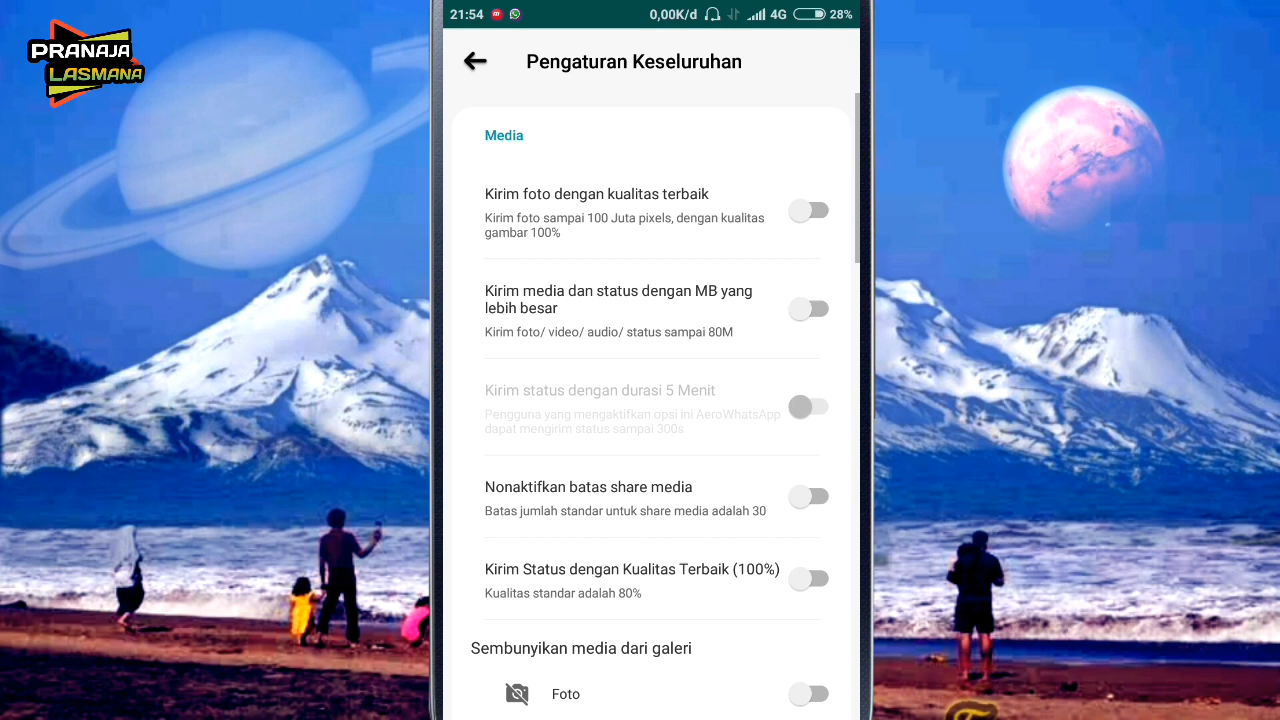 PRANAJA
LASMANA
21:54
0,00K/d
4G
28%
Pengaturan Keseluruhan
Media
Kirim foto dengan kualitas terbaik
Kirim foto sampai 100 Juta pixels, dengan kualitas
gambar 100%
Kirim media dan status dengan MB yang
lebih besar
Kirim foto/ video/ audio/ status sampai 80M
Kirim status dengan durasi 5 Menit
Pengguna yang mengaktifkan opsi ini AeroWhatsApp
dapat mengirim status sampai 300s
Nonaktifkan batas share media
Batas jumlah standar untuk share media adalah 30
Kirim Status dengan Kualitas Terbaik (100%)
Kualitas standar adalah 80%
Sembunyikan media dari galeri
Foto